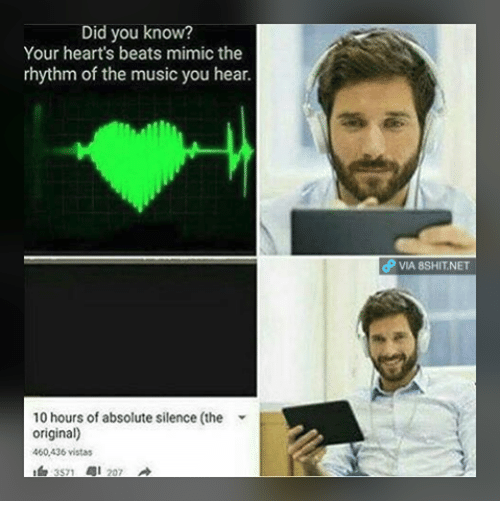 Did you know?
Your heart's beats mimic the
rhythm of the music you hear.
VIA 8SHIT.NET
10 hours of absolute silence (the
original)
460,436 vistas
3571 207